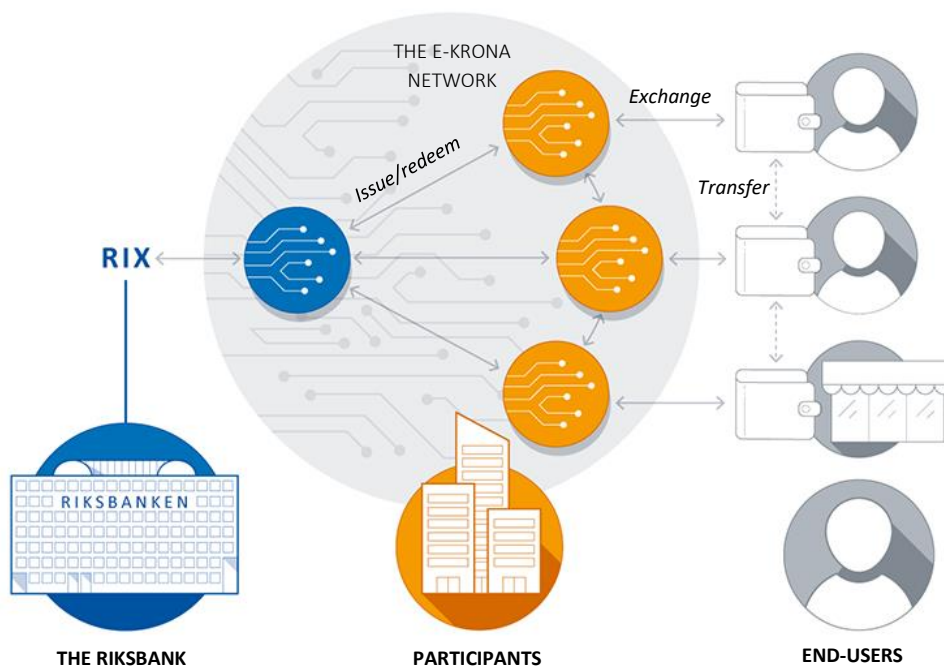 THE E-KRONA
NETWORK
Exchange
Issue/redeem
Transfer
RIX
RIKSBANKEN
THE RIKSBANK
PARTICIPANTS
END-USERS